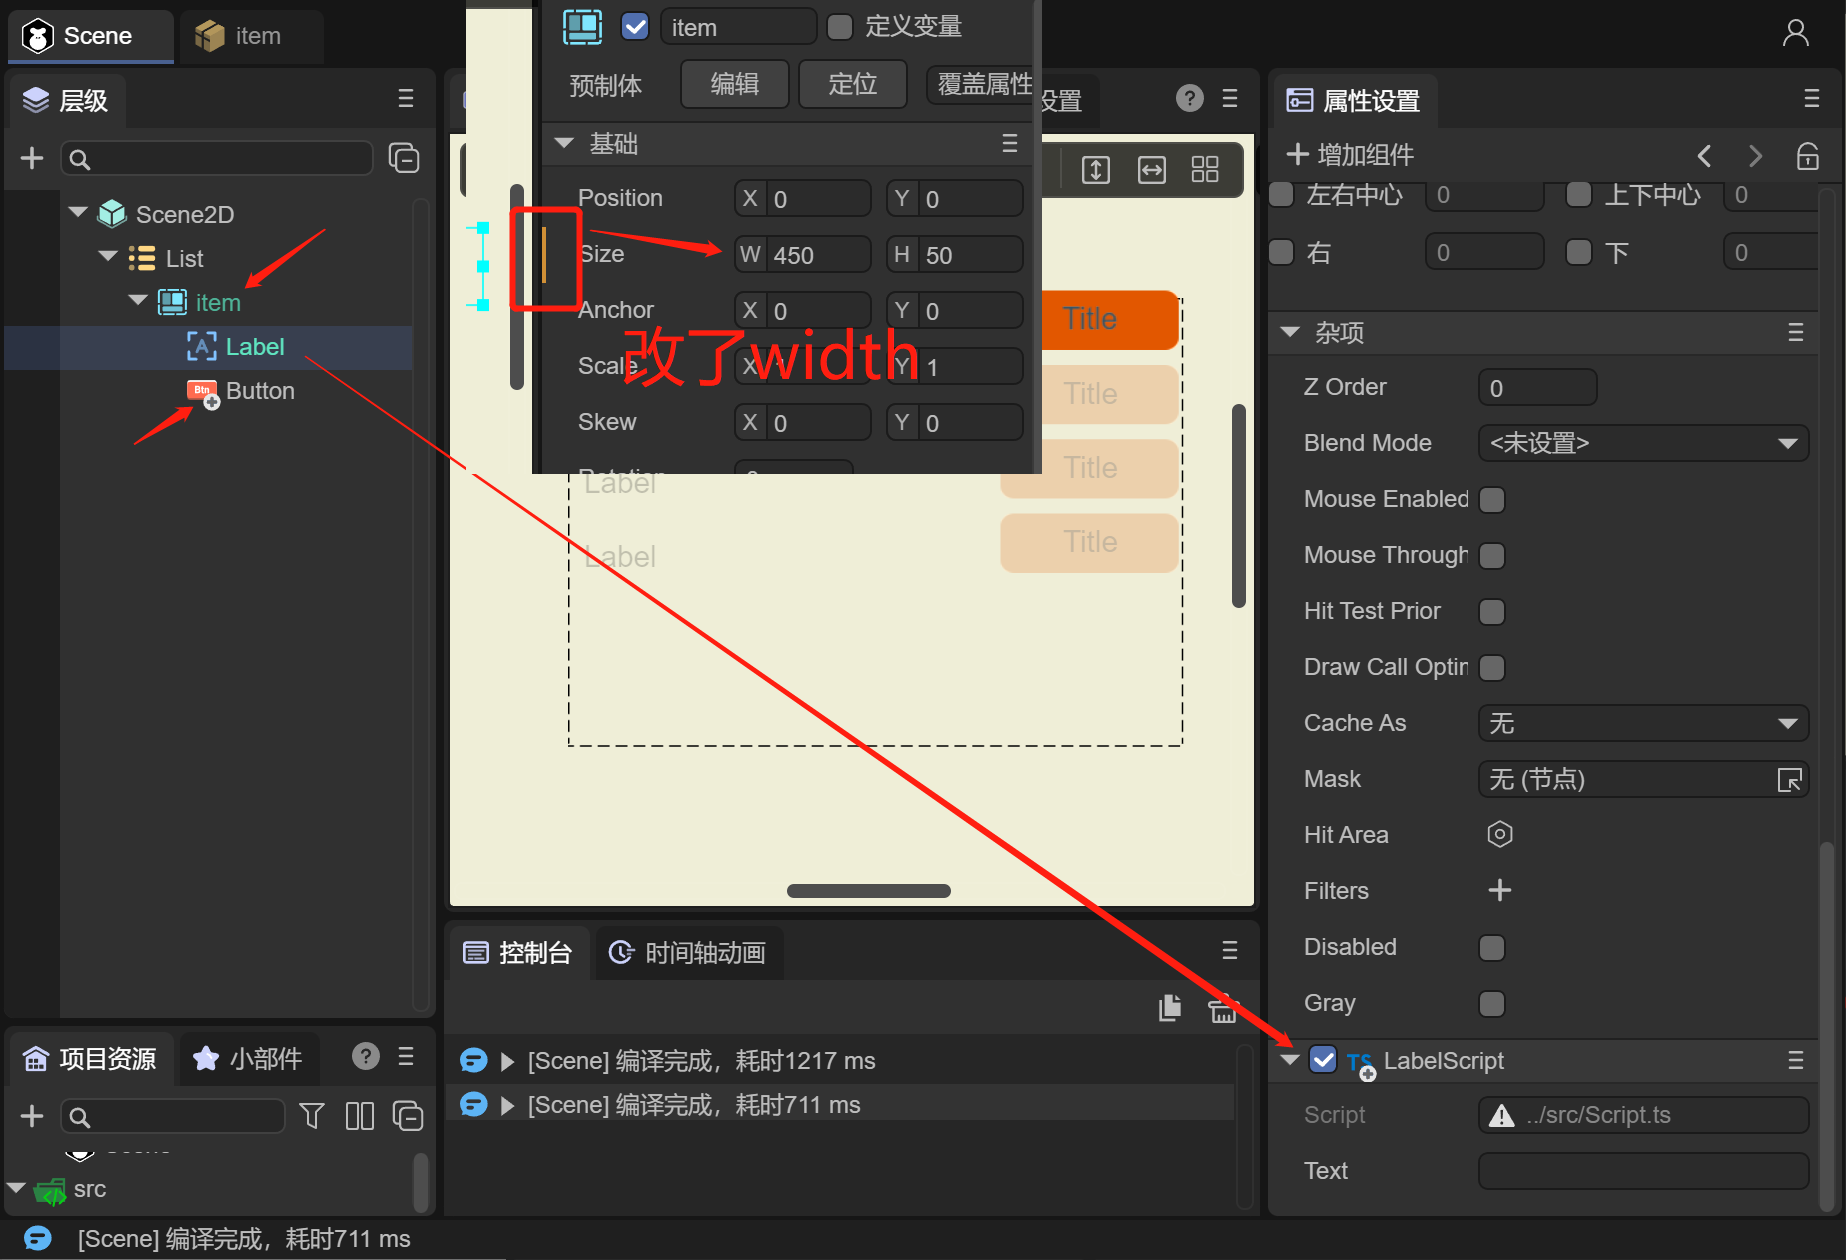 Scene
item
层级
Scene2D
List
item
Label
Button
item
定义变量
预制体
编辑
定位
覆盖属性
基础
Position
X 0
Y 0
Size
W 450
H 50
Anchor
X 0
Y 0
改了width
Scale
X
Y 1
Skew
X 0
Y 0
Rotation
设置
Title
Title
Label
Title
Label
Title
控制台
时间轴动画
[Scene] 编译完成，耗时1217 ms
[Scene] 编译完成，耗时711 ms
项目资源
小部件
src
[Scene] 编译完成，耗时711 ms
属性设置
增加组件
左右中心
0
上下中心
0
右
0
下
0
杂项
Z Order
0
Blend Mode
<未设置>
Mouse Enabled
Mouse Through
Hit Test Prior
Draw Call Optin
Cache As
无
Mask
无 (节点)
Hit Area
Filters
Disabled
Gray
TS
LabelScript
Script
../src/Script.ts
Text